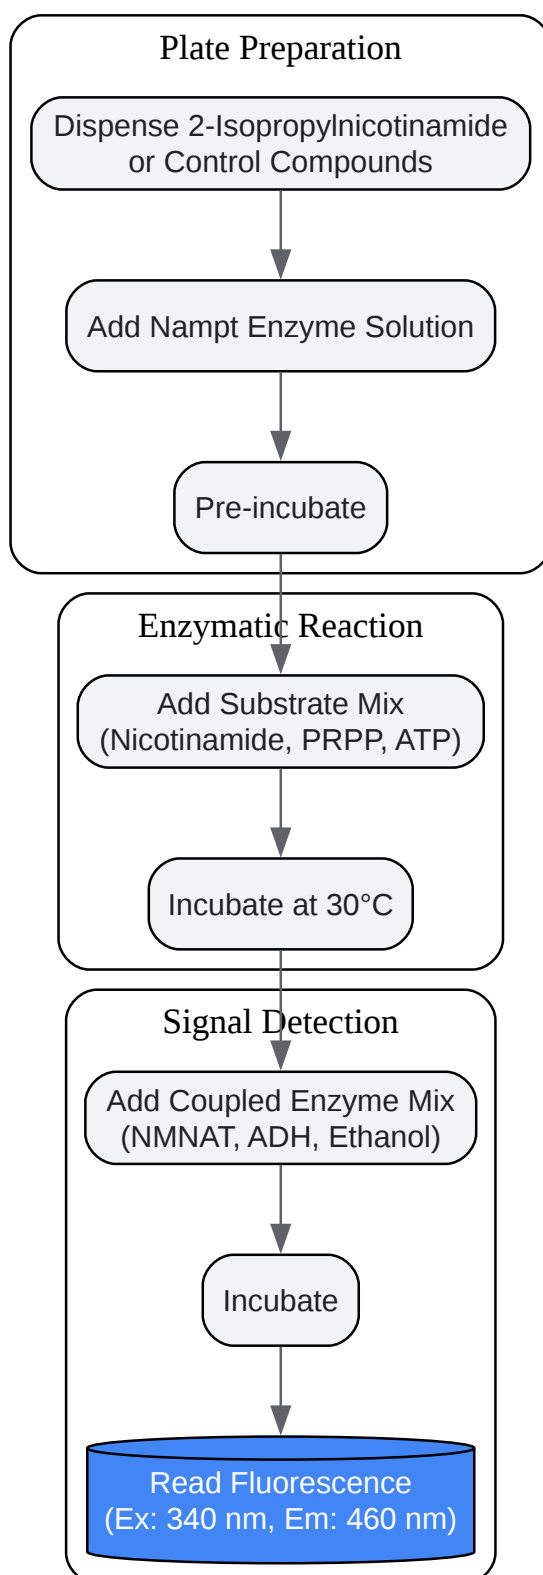 Plate Preparation
Dispense 2-Isopropylnicotinamide
or Control Compounds
Add Nampt Enzyme Solution
Pre-incubate
Enzymatic Reaction
Add Substrate Mix
(Nicotinamide, PRPP, ATP)
Incubate at 30°C
Signal Detection
Add Coupled Enzyme Mix
(NMNAT, ADH, Ethanol)
Incubate
Read Fluorescence
(Ex: 340 nm, Em: 460 nm)